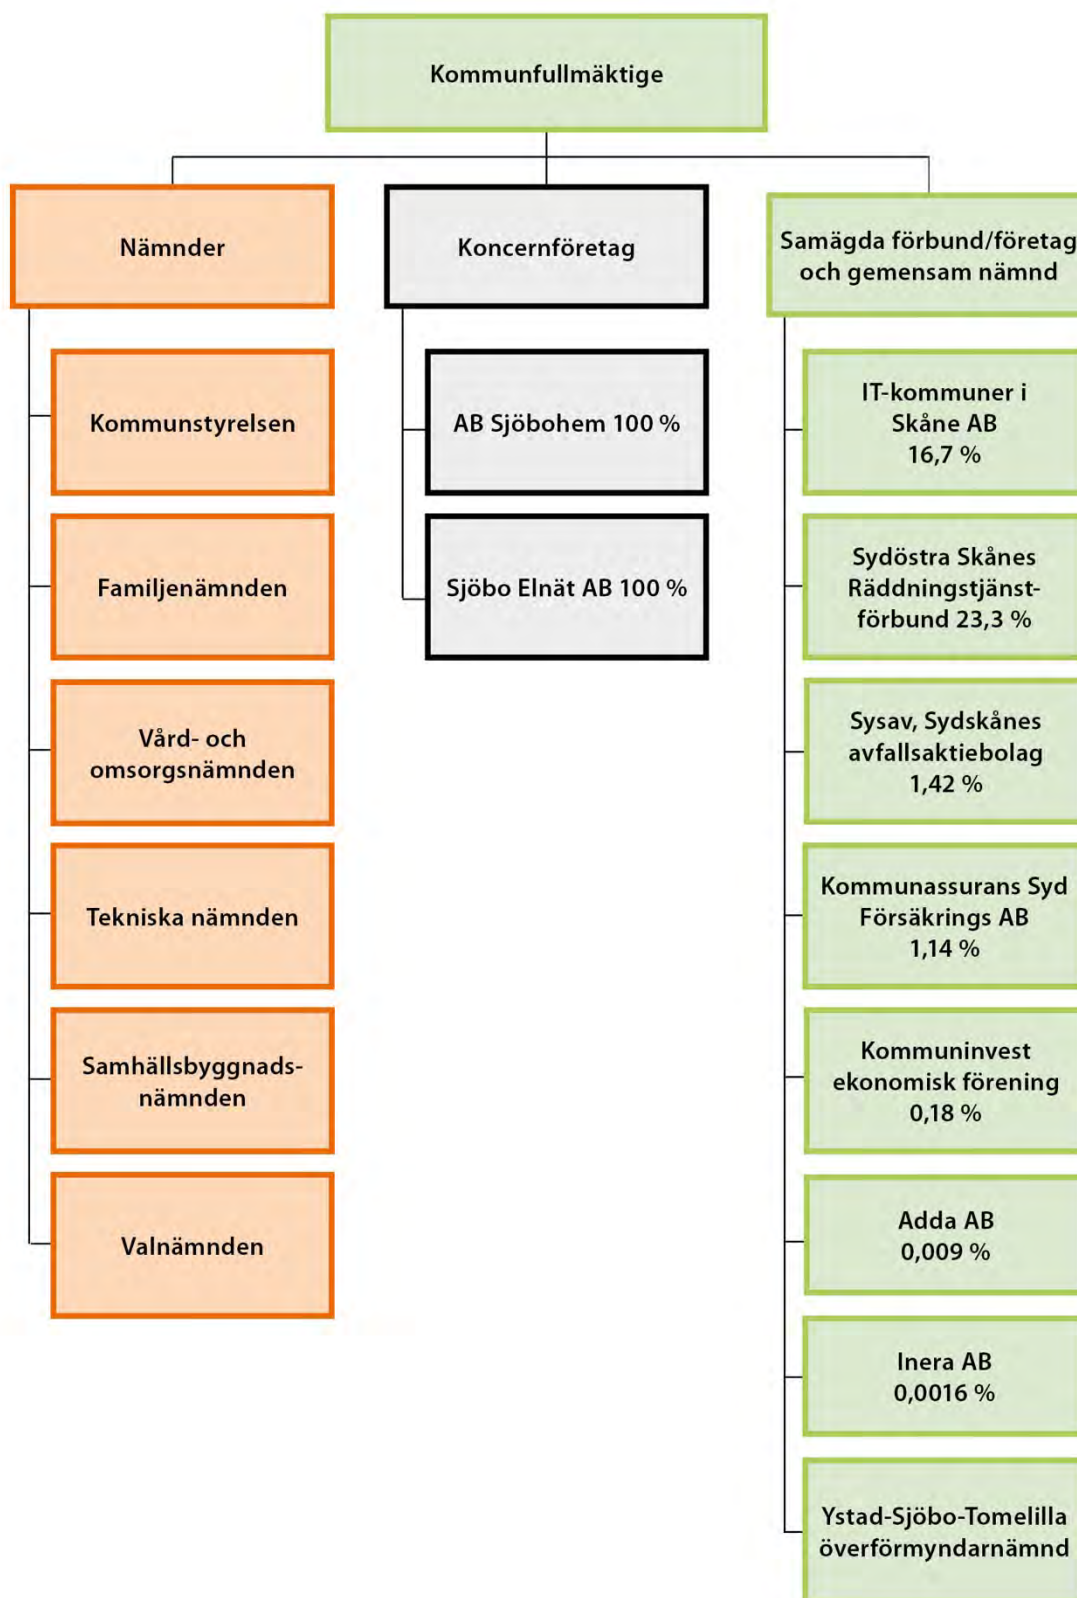 Kommunfullmäktige
Nämnder
Kommunstyrelsen
Familjenämnden
Vård- och
omsorgsnämnden
Tekniska nämnden
Samhällsbyggnads-
nämnden
Valnämnden
Koncernföretag
AB Sjöbohem 100 %
Sjöbo Elnät AB 100 %
Samägda förbund/företag
och gemensam nämnd
IT-kommuner i
Skåne AB
16,7 %
Sydöstra Skånes
Räddningstjänst-
förbund 23,3 %
Sysav, Sydskånes
avfallsaktiebolag
1,42 %
Kommunassurans Syd
Försäkrings AB
1,14 %
Kommuninvest
ekonomisk förening
0,18 %
Adda AB
0,009 %
Inera AB
0,0016 %
Ystad-Sjöbo-Tomelilla
överförmyndarnämnd